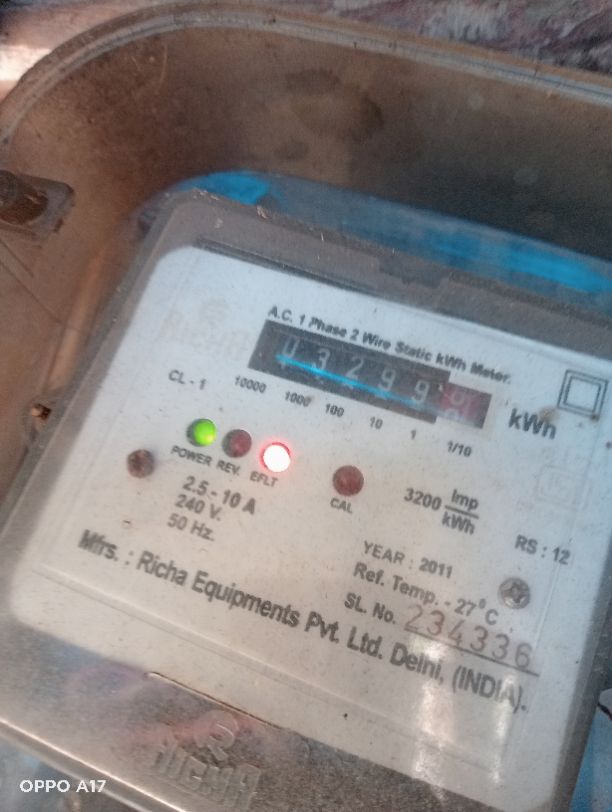 A.C. 1 Phase 2 Wire Static kWh Meter.
03299
kWh
CL - 1
10000 1000 100 10 1 1/10
POWER REV. EFLT
CAL
3200 Imp/kWh
2.5 - 10 A
240 V.
50 Hz.
RS : 12
YEAR : 2011
Ref. Temp. - 27°C
SL. No. 234336
Mfrs. : Richa Equipments Pvt. Ltd. Delhi, (INDIA).
RICHA
OPPO A17